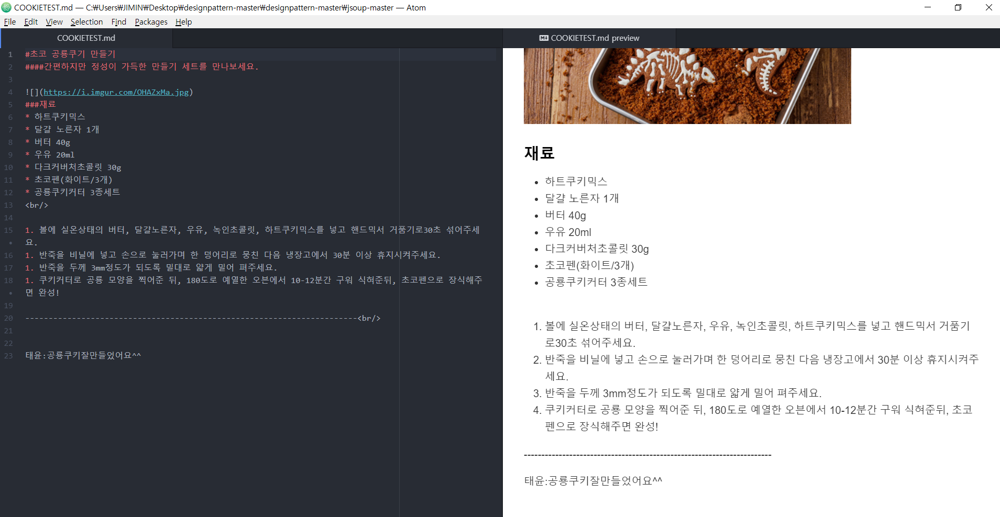 COOKIETEST.md — C:₩Users₩JIMIN₩Desktop₩designpattern-master₩designpattern-master₩jsoup-master — Atom
File Edit View Selection Find Packages Help
COOKIETEST.md
1 #초코 공룡쿠기 만들기
2 ####간편하지만 정성이 가득한 만들기 세트를 만나보세요.
3
4 ![](https://i.imgur.com/OHAZxMa.jpg)
5 ###재료
6 * 하트쿠키믹스
7 * 달걀 노른자 1개
8 * 버터 40g
9 * 우유 20ml
10 * 다크커버처초콜릿 30g
11 * 초코펜(화이트/3개)
12 * 공룡쿠키커터 3종세트
13 <br/>
14
15 1. 볼에 실온상태의 버터, 달걀노른자, 우유, 녹인초콜릿, 하트쿠키믹스를 넣고 핸드믹서 거품기로30초 섞어주세
• 요.
16 1. 반죽을 비닐에 넣고 손으로 눌러가며 한 덩어리로 뭉친 다음 냉장고에서 30분 이상 휴지시켜주세요.
17 1. 반죽을 두께 3mm정도가 되도록 밀대로 얇게 밀어 펴주세요.
18 1. 쿠키커터로 공룡 모양을 찍어준 뒤, 180도로 예열한 오븐에서 10-12분간 구워 식혀준뒤, 초코펜으로 장식해주
• 면 완성!
19
20 -----------------------------------------------------------------------<br/>
21
22
23 태윤:공룡쿠키잘만들었어요^^
COOKIETEST.md preview
재료
• 하트쿠키믹스
• 달걀 노른자 1개
• 버터 40g
• 우유 20ml
• 다크커버처초콜릿 30g
• 초코펜(화이트/3개)
• 공룡쿠키커터 3종세트
1. 볼에 실온상태의 버터, 달걀노른자, 우유, 녹인초콜릿, 하트쿠키믹스를 넣고 핸드믹서 거품기
로30초 섞어주세요.
2. 반죽을 비닐에 넣고 손으로 눌러가며 한 덩어리로 뭉친 다음 냉장고에서 30분 이상 휴지시켜주
세요.
3. 반죽을 두께 3mm정도가 되도록 밀대로 얇게 밀어 펴주세요.
4. 쿠키커터로 공룡 모양을 찍어준 뒤, 180도로 예열한 오븐에서 10-12분간 구워 식혀준뒤, 초코
펜으로 장식해주면 완성!
-----------------------------------------------------------------------
태윤:공룡쿠키잘만들었어요^^